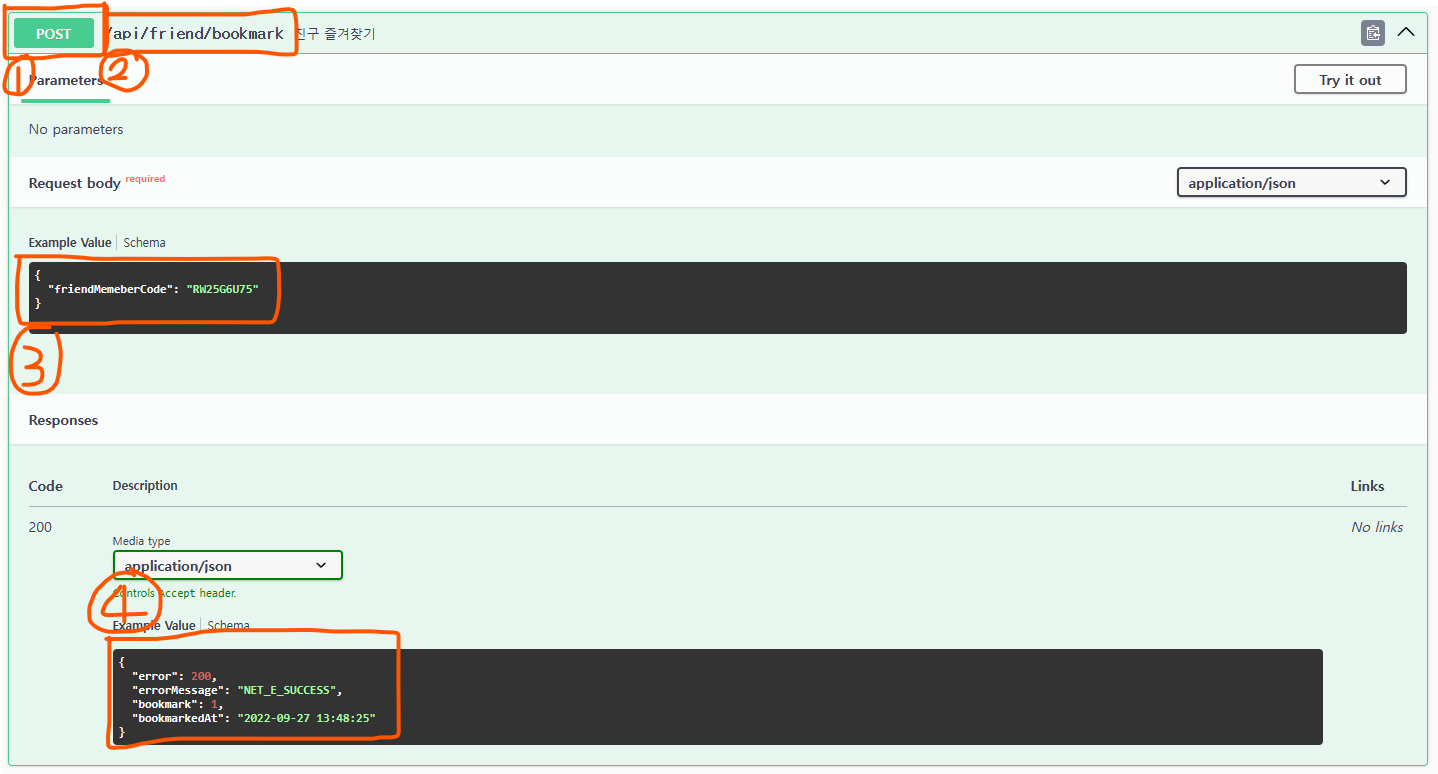 POST /api/friend/bookmark 친구 즐겨찾기
1 2
Parameters
Try it out
No parameters
Request body required
application/json
Example Value Schema
{
"friendMemeberCode": "RW25G6U75"
}
3
Responses
Code Description Links
200 No links
Media type
application/json
Controls Accept header.
4
Example Value Schema
{
"error": 200,
"errorMessage": "NET_E_SUCCESS",
"bookmark": 1,
"bookmarkedAt": "2022-09-27 13:48:25"
}